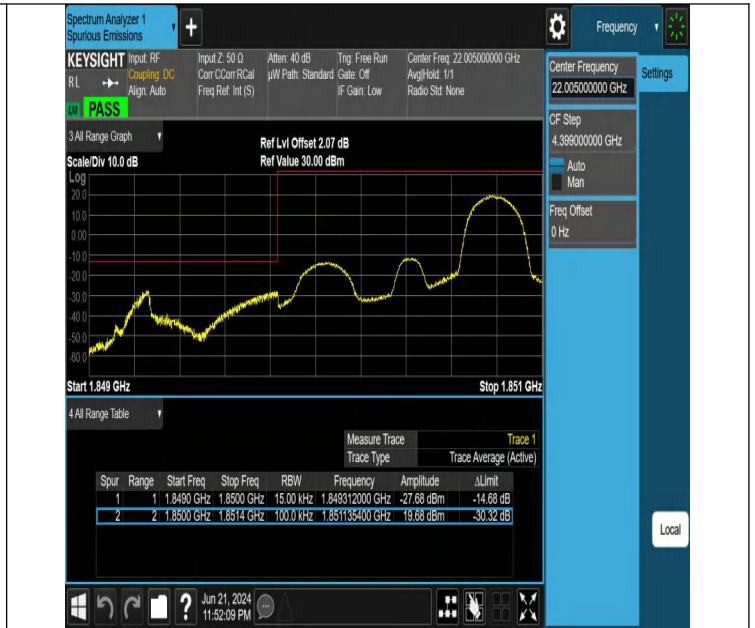 Spectrum Analyzer 1
Spurious Emissions
Frequency
KEYSIGHT Input: RF Input Z: 50 Ω Atten: 40 dB Trig: Free Run Center Freq: 22.005000000 GHz
RL Coupling: DC Corr CCorr RCal µW Path: Standard Gate: Off Avg|Hold: 1/1
Align: Auto Freq Ref: Int (S) IF Gain: Low Radio Std: None
PASS
Center Frequency
22.005000000 GHz
Settings
CF Step
4.399000000 GHz
Auto
Man
Freq Offset
0 Hz
3 All Range Graph
Ref Lvl Offset 2.07 dB
Scale/Div 10.0 dB Ref Value 30.00 dBm
Log
20.0
10.0
0.00
-10.0
-20.0
-30.0
-40.0
-50.0
-60.0
Start 1.849 GHz Stop 1.851 GHz
4 All Range Table
Measure Trace Trace 1
Trace Type Trace Average (Active)
Spur Range Start Freq Stop Freq RBW Frequency Amplitude ΔLimit
1 1 1.8490 GHz 1.8500 GHz 15.00 kHz 1.849312000 GHz -27.68 dBm -14.68 dB
2 2 1.8500 GHz 1.8514 GHz 100.0 kHz 1.851135400 GHz 19.68 dBm -30.32 dB
Local
Jun 21, 2024
11:52:09 PM